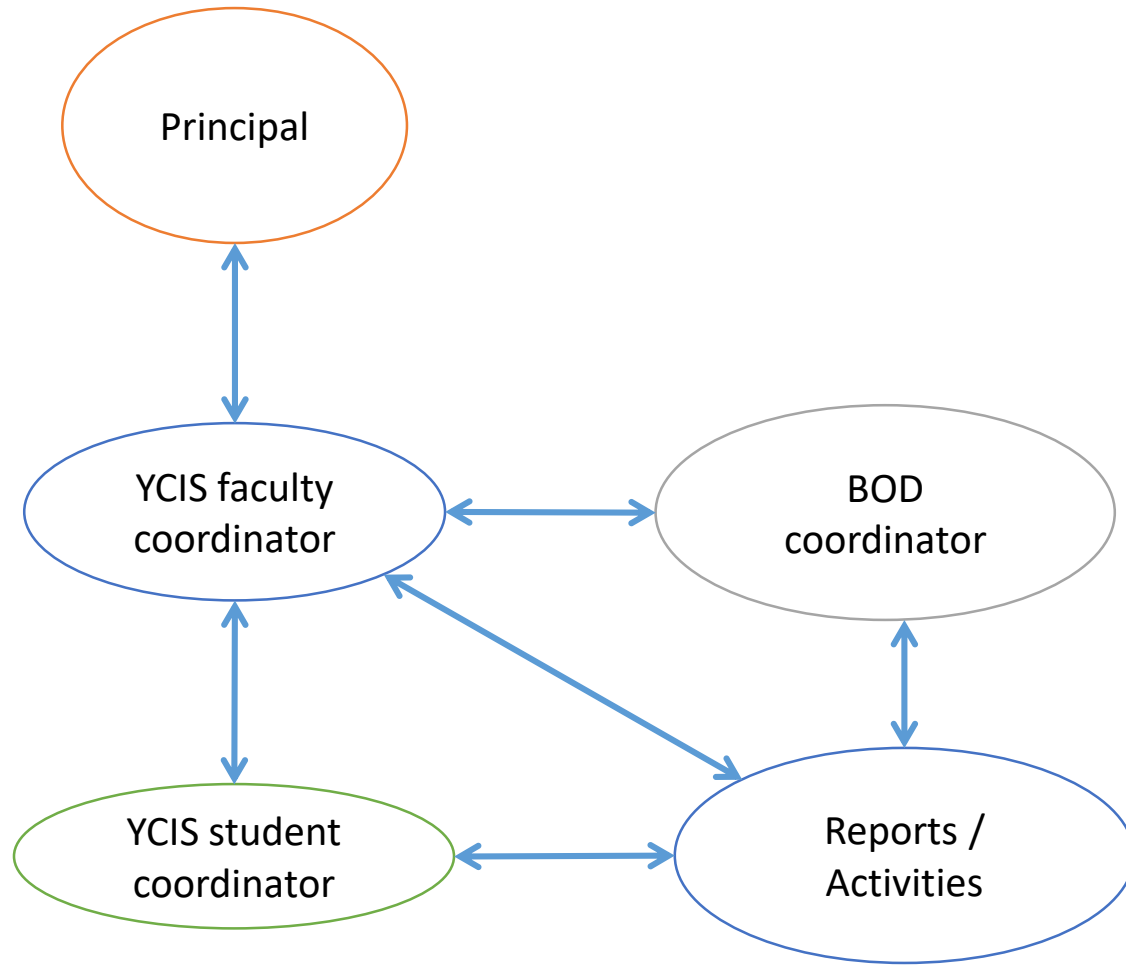 Principal
YCIS faculty
coordinator
BOD
coordinator
YCIS student
coordinator
Reports /
Activities